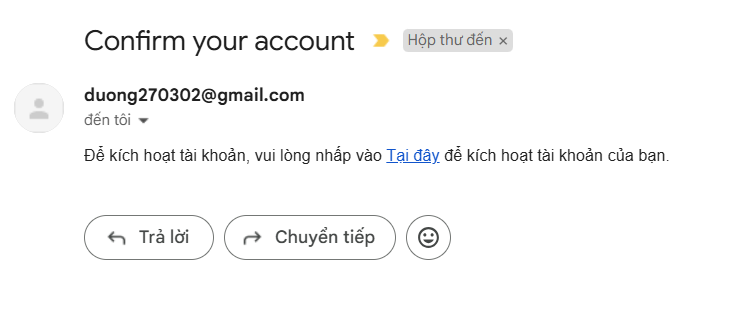 Confirm your account Hộp thư đến ×
duong270302@gmail.com
đến tôi
Để kích hoạt tài khoản, vui lòng nhấp vào Tại đây để kích hoạt tài khoản của bạn.
Trả lời Chuyển tiếp